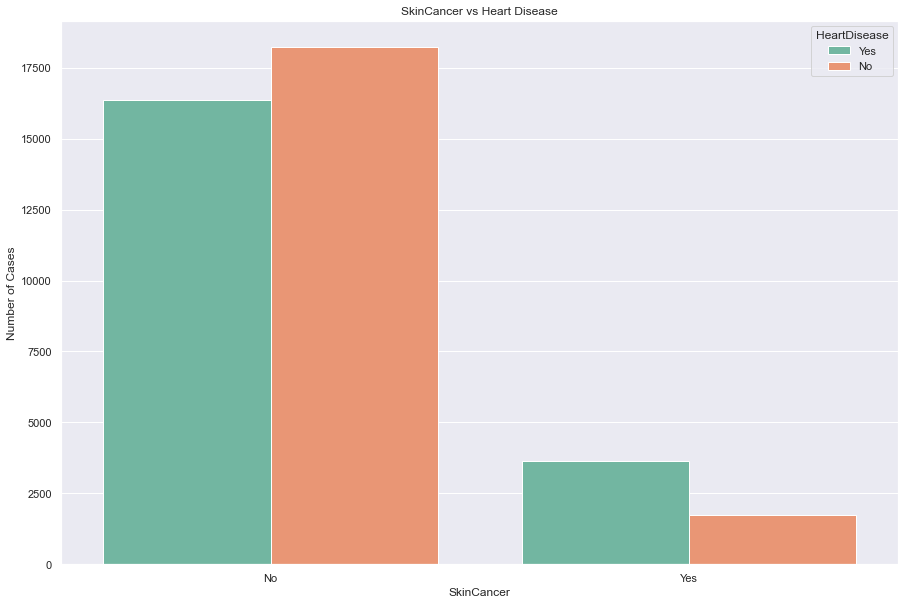 SkinCancer vs Heart Disease
HeartDisease
Yes
No
17500
15000
12500
10000
7500
5000
2500
0
Number of Cases
No
Yes
SkinCancer